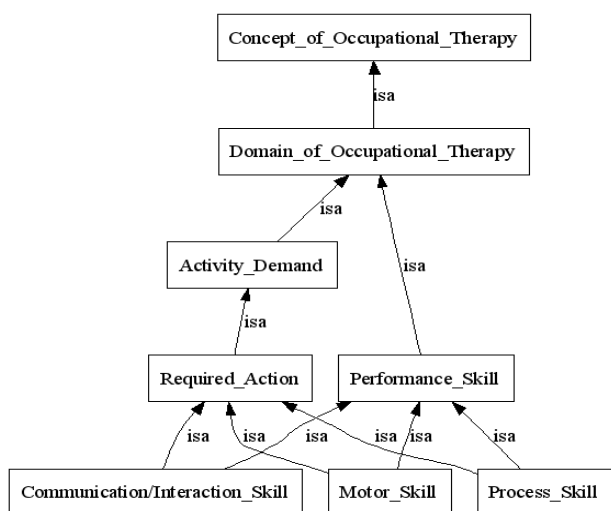 Concept_of_Occupational_Therapy
isa
Domain_of_Occupational_Therapy
isa
isa
Activity_Demand
isa
Required_Action
Performance_Skill
isa
isa
isa
isa
isa
isa
Communication/Interaction_Skill
Motor_Skill
Process_Skill